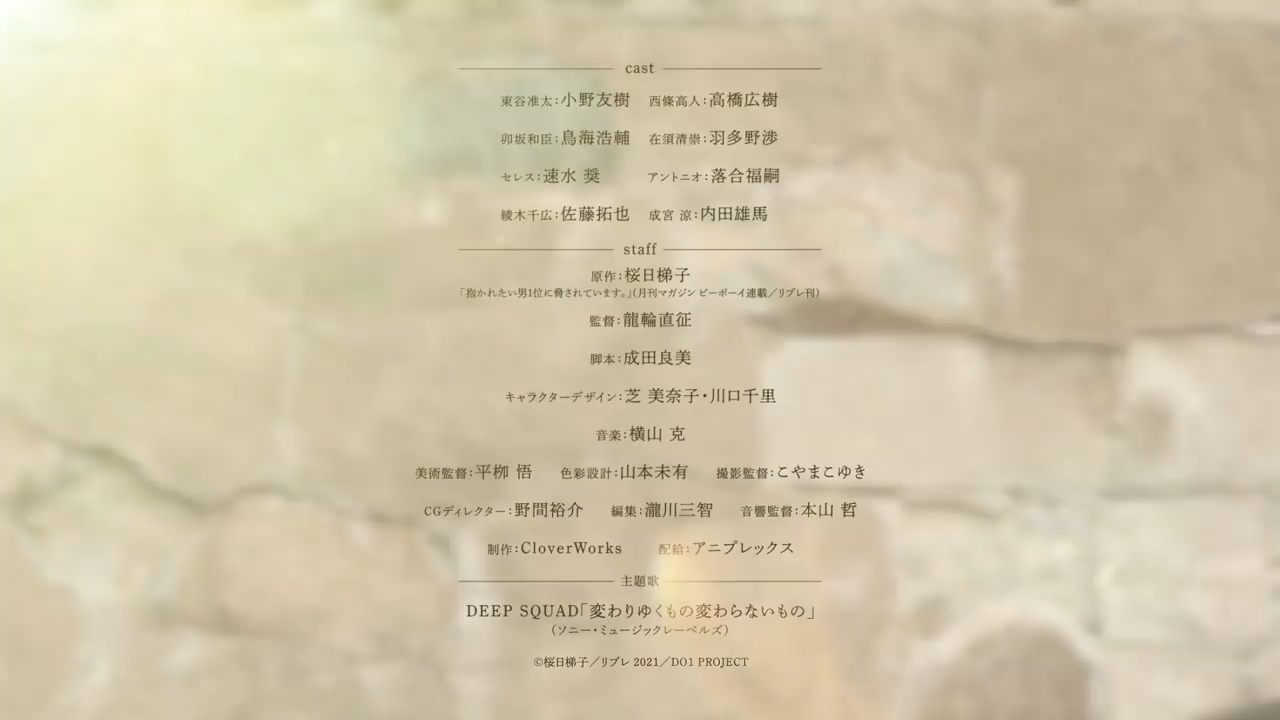 cast
東谷准太:小野友樹 西條高人:高橋広樹
卯坂和臣:鳥海浩輔 在須清崇:羽多野渉
セレス:速水 奨 アントニオ:落合福嗣
綾木千広:佐藤拓也 成宮 涼:内田雄馬
staff
原作:桜日梯子
「抱かれたい男1位に脅されています。」(月刊マガジン ビーボーイ連載／リブレ刊)
監督:龍輪直征
脚本:成田良美
キャラクターデザイン:芝 美奈子・川口千里
音楽:横山 克
美術監督:平栁 悟 色彩設計:山本未有 撮影監督:こやまこゆき
CGディレクター:野間裕介 編集:瀧川三智 音響監督:本山 哲
制作:CloverWorks 配給:アニプレックス
主題歌
DEEP SQUAD「変わりゆくもの変わらないもの」
(ソニー・ミュージックレーベルズ)
©桜日梯子／リブレ 2021／DO1 PROJECT